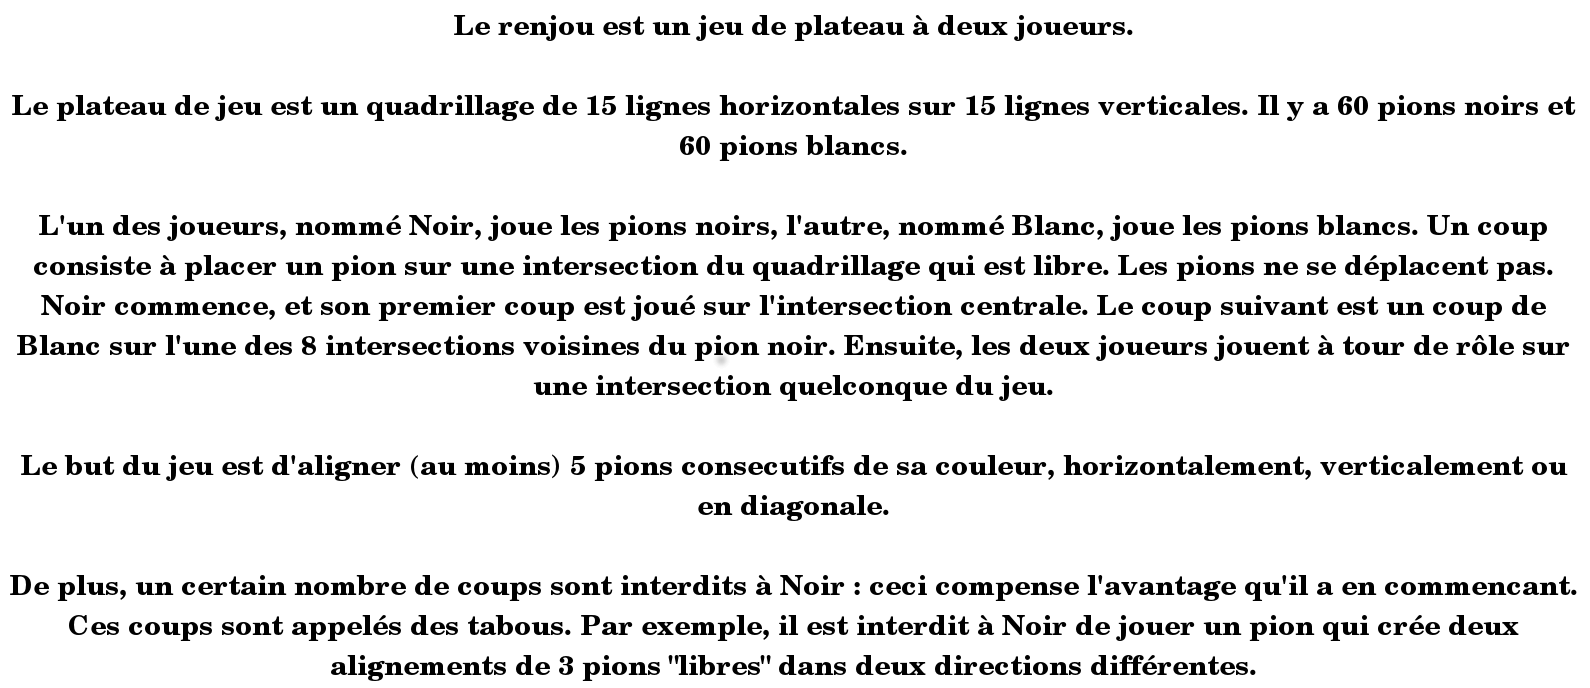 Le renjou est un jeu de plateau à deux joueurs.
Le plateau de jeu est un quadrillage de 15 lignes horizontales sur 15 lignes verticales. Il y a 60 pions noirs et
60 pions blancs.
L'un des joueurs, nommé Noir, joue les pions noirs, l'autre, nommé Blanc, joue les pions blancs. Un coup
consiste à placer un pion sur une intersection du quadrillage qui est libre. Les pions ne se déplacent pas.
Noir commence, et son premier coup est joué sur l'intersection centrale. Le coup suivant est un coup de
Blanc sur l'une des 8 intersections voisines du pion noir. Ensuite, les deux joueurs jouent à tour de rôle sur
une intersection quelconque du jeu.
Le but du jeu est d'aligner (au moins) 5 pions consecutifs de sa couleur, horizontalement, verticalement ou
en diagonale.
De plus, un certain nombre de coups sont interdits à Noir : ceci compense l'avantage qu'il a en commencant.
Ces coups sont appelés des tabous. Par exemple, il est interdit à Noir de jouer un pion qui crée deux
alignements de 3 pions "libres" dans deux directions différentes.